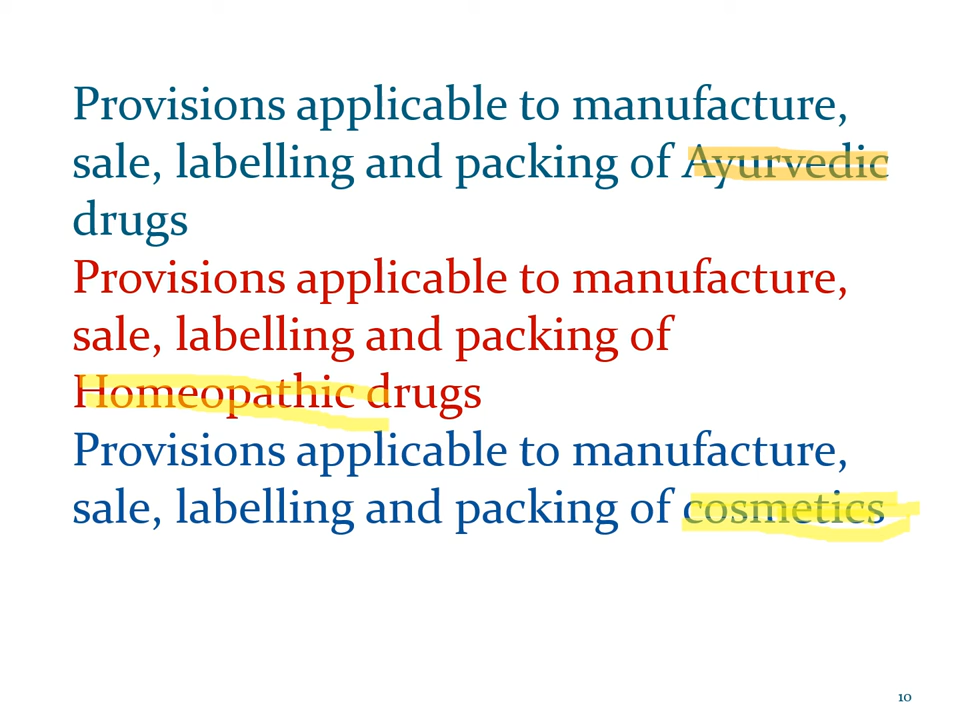 Provisions applicable to manufacture,
sale, labelling and packing of Ayurvedic
drugs
Provisions applicable to manufacture,
sale, labelling and packing of
Homeopathic drugs
Provisions applicable to manufacture,
sale, labelling and packing of cosmetics
10